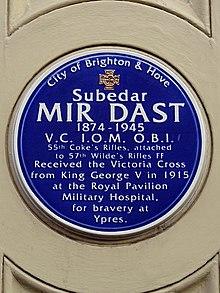 City of Brighton & Hove
Subedar
MIR DAST
1874-1945
V.C. I.O.M. O.B.I.
55th Coke's Rifles, attached
to 57th Wilde's Rifles FF
Received the Victoria Cross
from King George V in 1915
at the Royal Pavilion
Military Hospital,
for bravery at
Ypres.